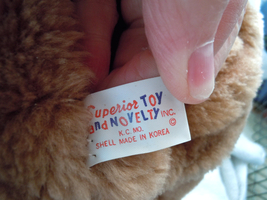 Superior TOY
and NOVELTY INC.
K.C. MO. ©
SHELL MADE IN KOREA